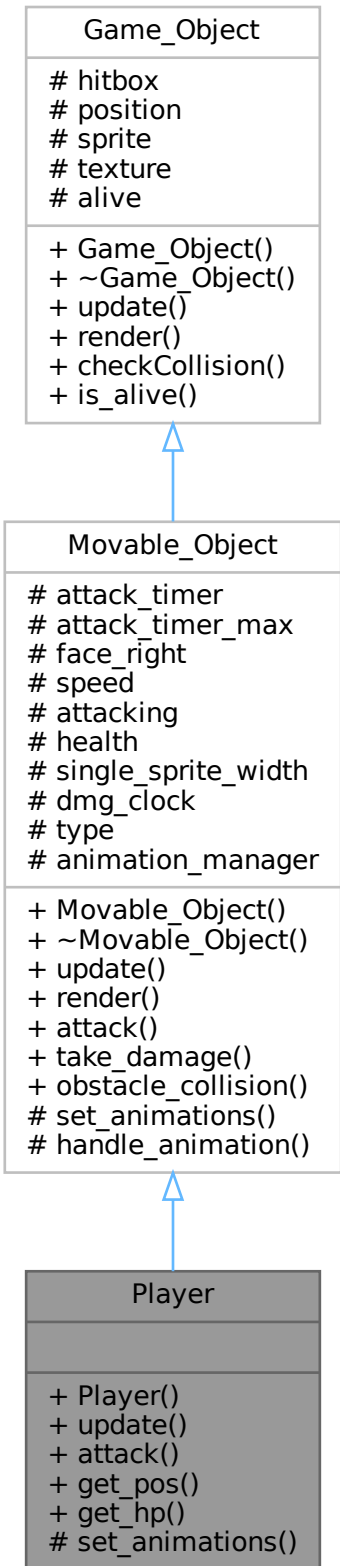 Game_Object
# hitbox
# position
# sprite
# texture
# alive
+ Game_Object()
+ ~Game_Object()
+ update()
+ render()
+ checkCollision()
+ is_alive()
Movable_Object
# attack_timer
# attack_timer_max
# face_right
# speed
# attacking
# health
# single_sprite_width
# dmg_clock
# type
# animation_manager
+ Movable_Object()
+ ~Movable_Object()
+ update()
+ render()
+ attack()
+ take_damage()
+ obstacle_collision()
# set_animations()
# handle_animation()
Player
+ Player()
+ update()
+ attack()
+ get_pos()
+ get_hp()
# set_animations()